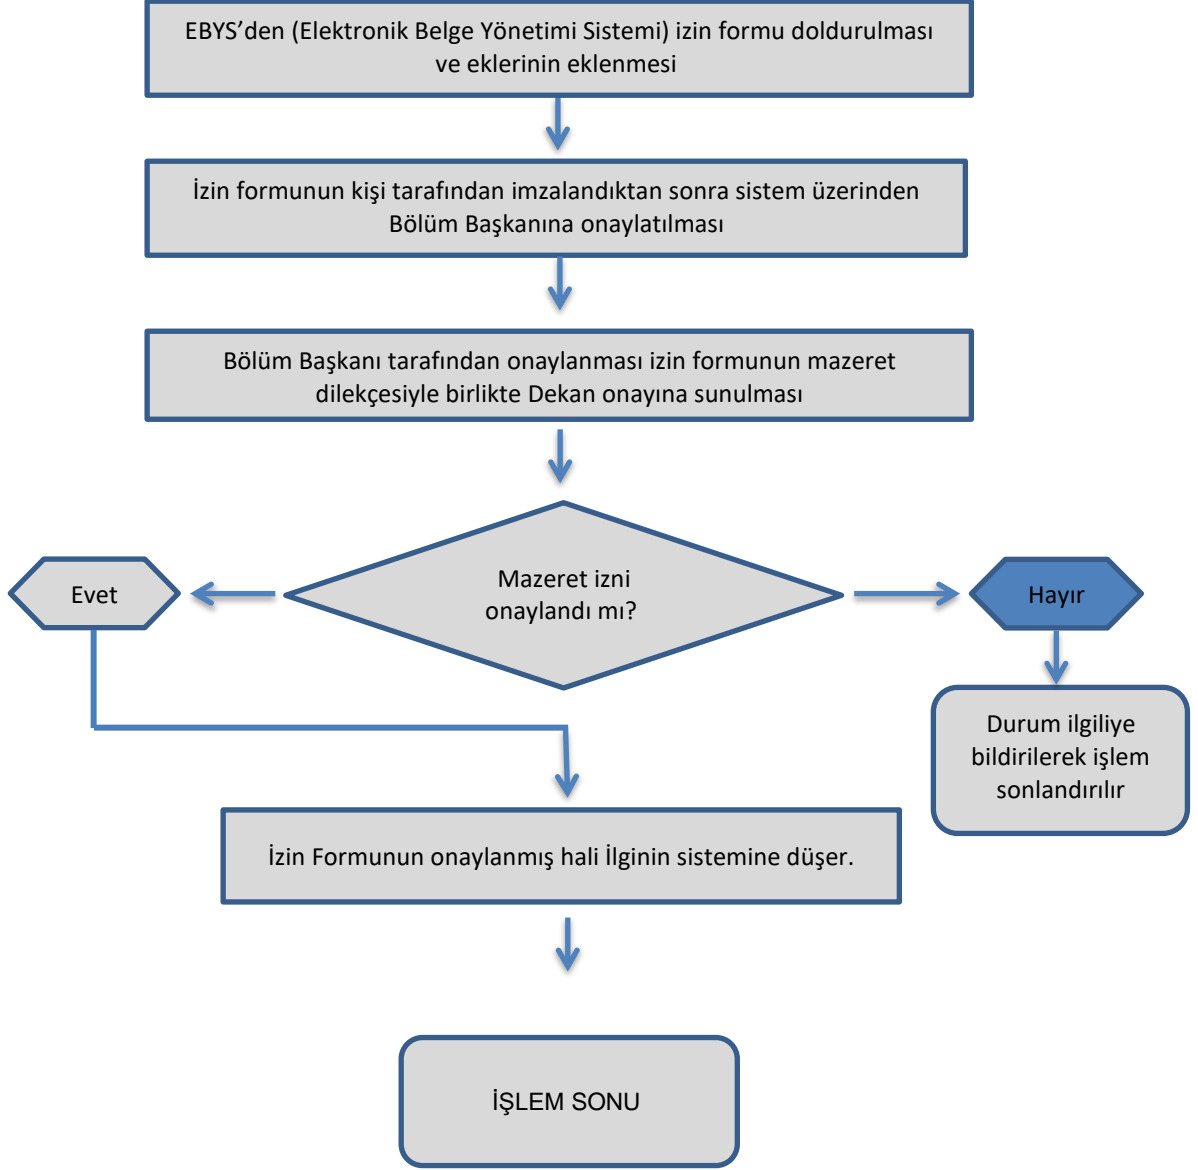 EBYS’den (Elektronik Belge Yönetimi Sistemi) izin formu doldurulması
ve eklerinin eklenmesi
İzin formunun kişi tarafından imzalandıktan sonra sistem üzerinden
Bölüm Başkanına onaylatılması
Bölüm Başkanı tarafından onaylanması izin formunun mazeret
dilekçesiyle birlikte Dekan onayına sunulması
Mazeret izni
onaylandı mı?
Evet
Hayır
Durum ilgiliye
bildirilerek işlem
sonlandırılır
İzin Formunun onaylanmış hali İlginin sistemine düşer.
İŞLEM SONU